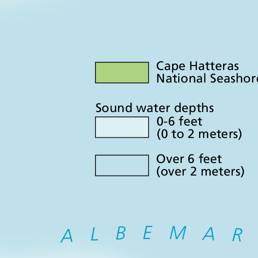 Cape Hatteras
National Seashore
Sound water depths
0-6 feet
(0 to 2 meters)
Over 6 feet
(over 2 meters)
ALBEMAR